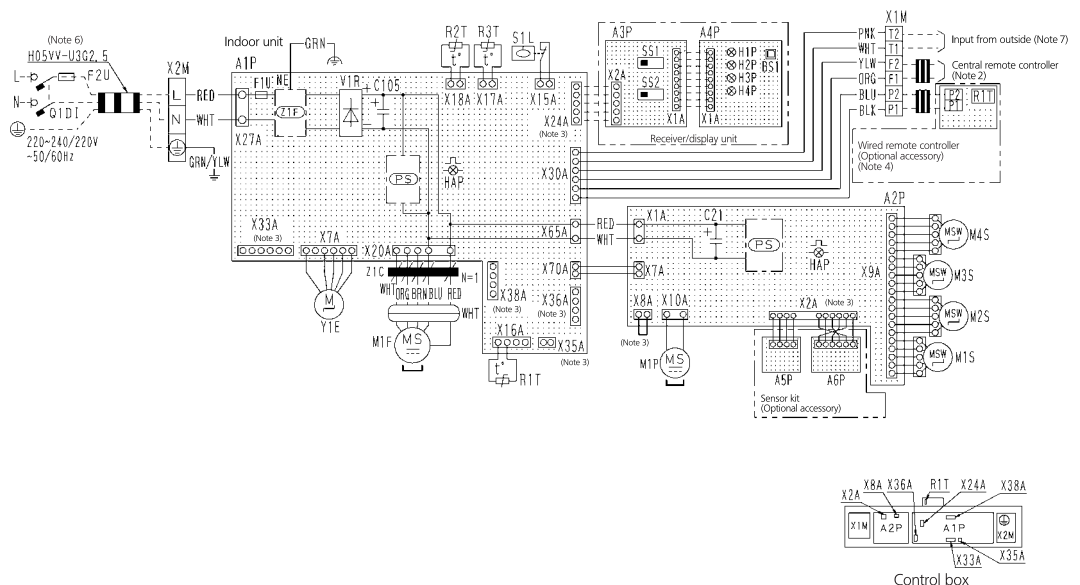 (Note 6)
H05VV-U3G2.5
L
F2U
N
Q1DI
220~240/220V
~50/60Hz
X2M
L
N
RED
WHT
GRN/YLW
Indoor unit
GRN
A1P
F1U
NE
Z1F
V1R
C105
X27A
PS
HAP
R2T
R3T
S1L
t°
t°
X18A
X17A
X15A
X24A
(Note 3)
X30A
X65A
X70A
X33A
(Note 3)
X7A
X20A
Z1C
N=1
WHT
ORG
BRN
BLU
RED
WHT
M
Y1E
M1F
MS
X38A
(Note 3)
X36A
(Note 3)
X16A
X35A
(Note 3)
t°
R1T
A3P
A4P
SS1
SS2
X2A
X1A
X1A
H1P
H2P
H3P
H4P
BS1
Receiver/display unit
X1M
PNK
T2
WHT
T1
YLW
F2
ORG
F1
BLU
P2
BLK
P1
Input from outside (Note 7)
Central remote controller
(Note 2)
P2
P1
R1T
Wired remote controller
(Optional accessory)
(Note 4)
A2P
RED
WHT
X1A
C21
PS
HAP
X7A
X8A
X10A
(Note 3)
M1P
MS
X2A
(Note 3)
X9A
A5P
A6P
Sensor kit
(Optional accessory)
MSW
M4S
MSW
M3S
MSW
M2S
MSW
M1S
X8A
X36A
R1T
X24A
X38A
X2A
X1M
A2P
A1P
X2M
X33A
X35A
Control box